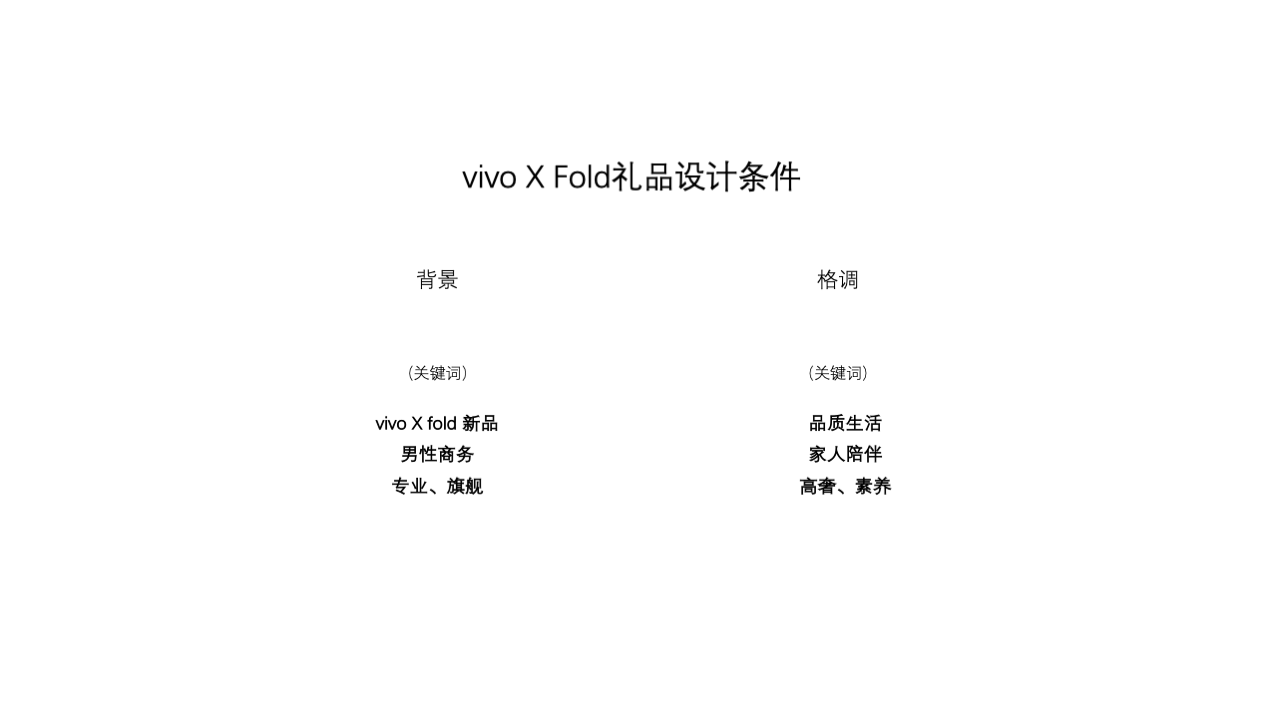 vivo X Fold礼品设计条件
背景
格调
（关键词）
（关键词）
vivo X fold 新品
品质生活
男性商务
家人陪伴
专业、旗舰
高奢、素养